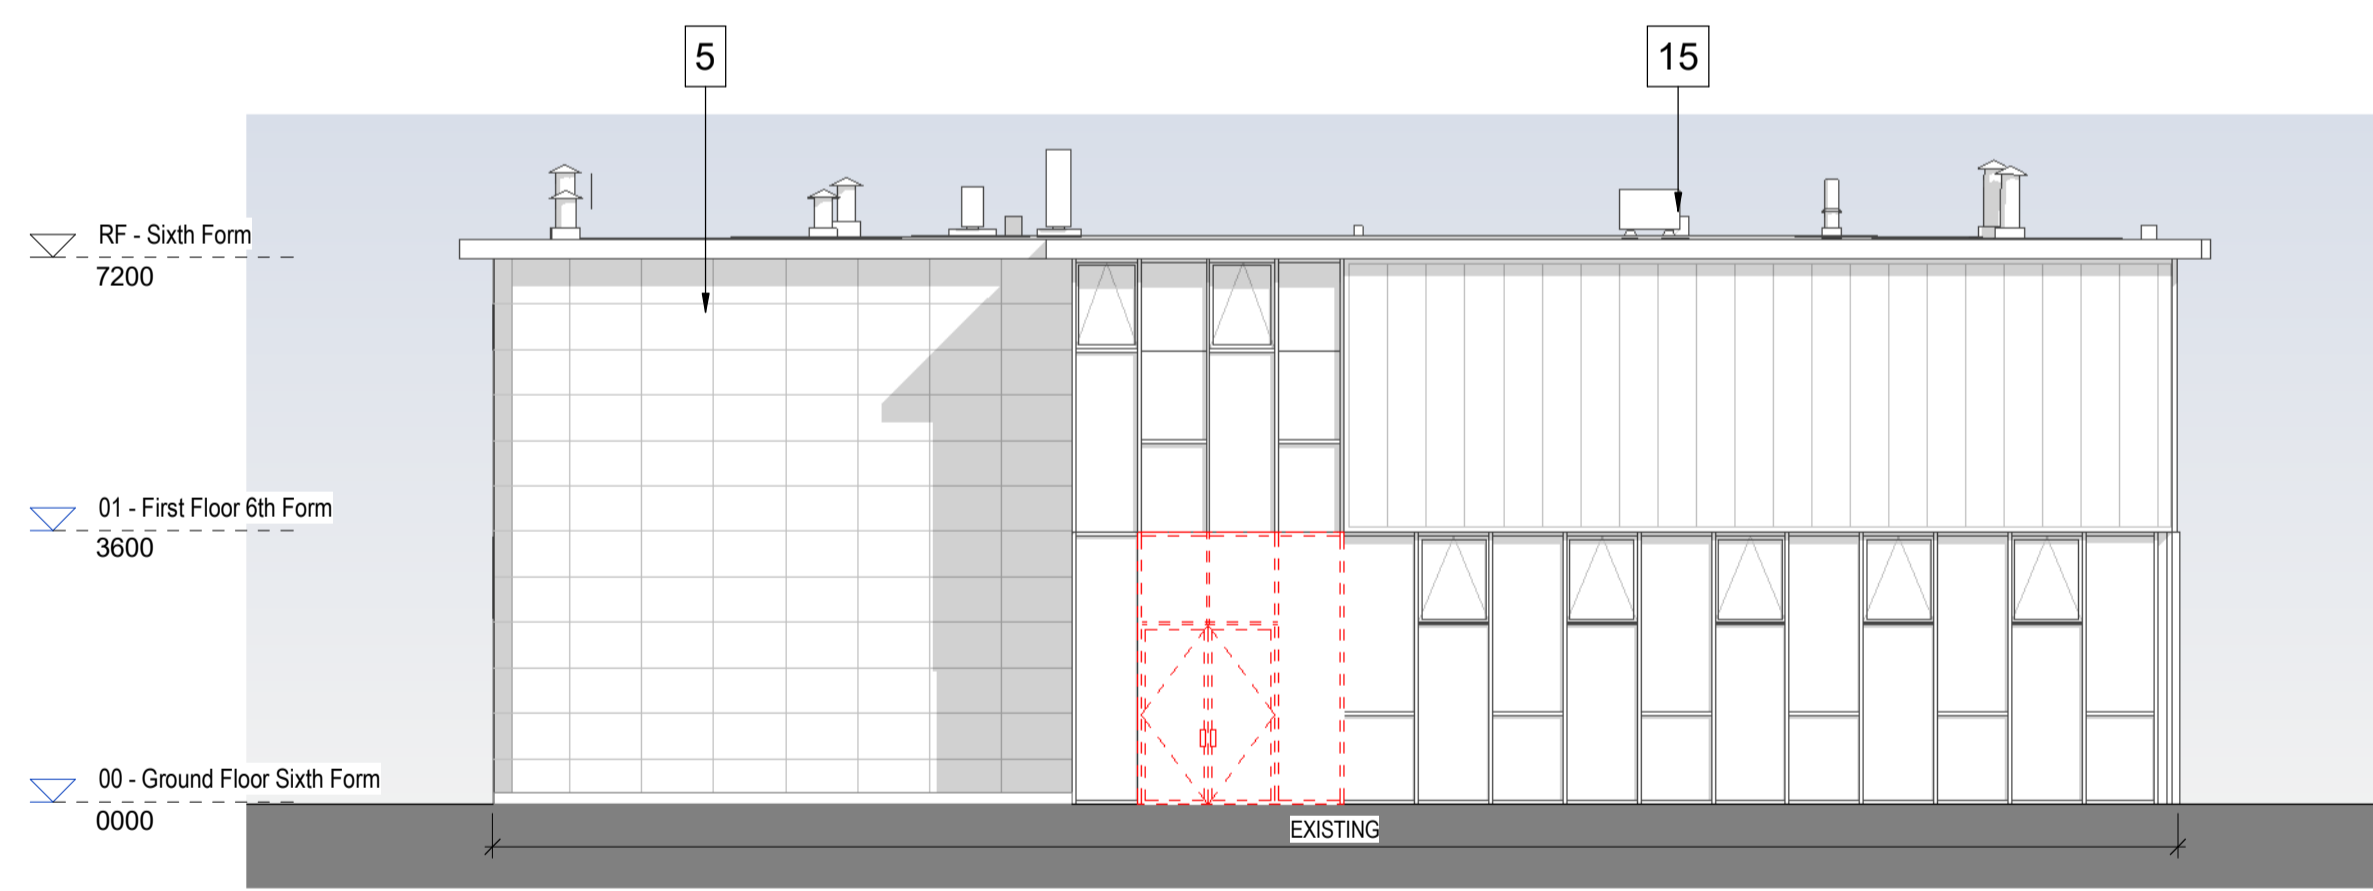 5
15
RF - Sixth Form
7200
01 - First Floor 6th Form
3600
00 - Ground Floor Sixth Form
0000
EXISTING